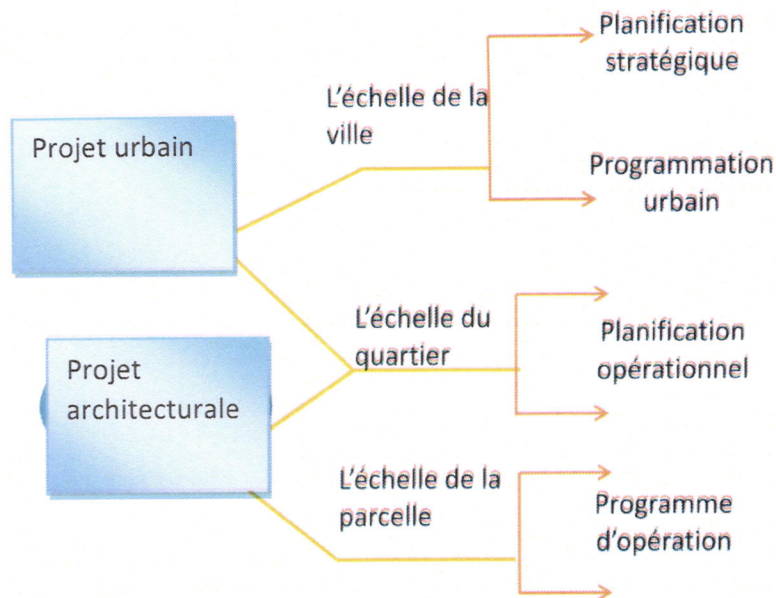 Planification
stratégique
L'échelle de la
ville
Projet urbain
Programmation
urbain
L'échelle du
quartier
Planification
opérationnel
Projet
architecturale
L'échelle de la
parcelle
Programme
d'opération